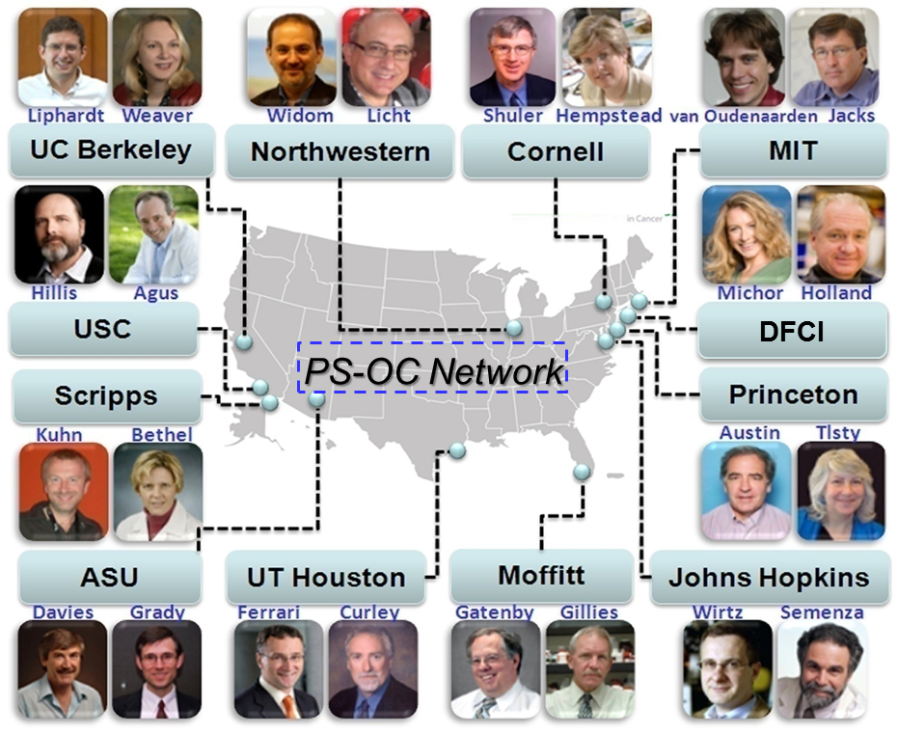 Liphardt Weaver Widom Licht Shuler Hempstead van Oudenaarden Jacks
UC Berkeley Northwestern Cornell MIT
in Cancer
Hillis Agus Michor Holland
USC DFCI
PS-OC Network
Scripps Princeton
Kuhn Bethel Austin Tlsty
ASU UT Houston Moffitt Johns Hopkins
Davies Grady Ferrari Curley Gatenby Gillies Wirtz Semenza